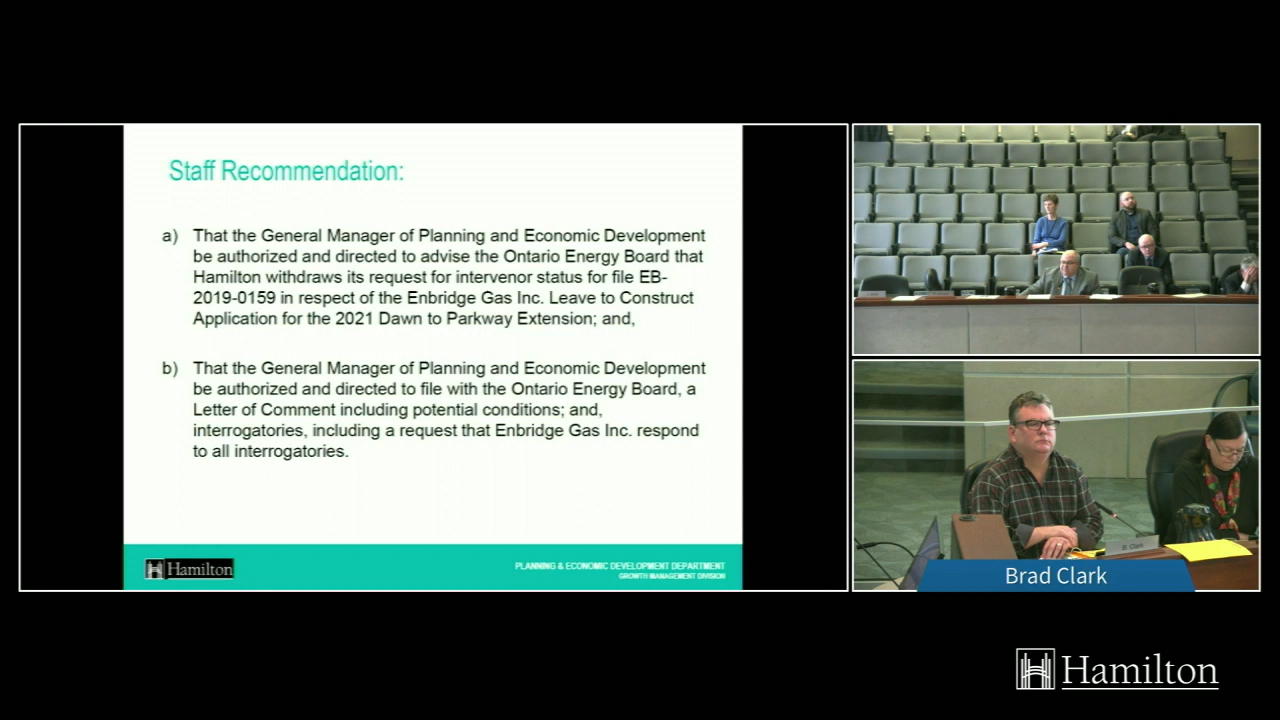 Staff Recommendation:
a) That the General Manager of Planning and Economic Development
be authorized and directed to advise the Ontario Energy Board that
Hamilton withdraws its request for intervenor status for file EB-
2019-0159 in respect of the Enbridge Gas Inc. Leave to Construct
Application for the 2021 Dawn to Parkway Extension; and,
b) That the General Manager of Planning and Economic Development
be authorized and directed to file with the Ontario Energy Board, a
Letter of Comment including potential conditions; and,
interrogatories, including a request that Enbridge Gas Inc. respond
to all interrogatories.
Hamilton
PLANNING & ECONOMIC DEVELOPMENT DEPARTMENT
GROWTH MANAGEMENT DIVISION
B. Clark
Brad Clark
Hamilton